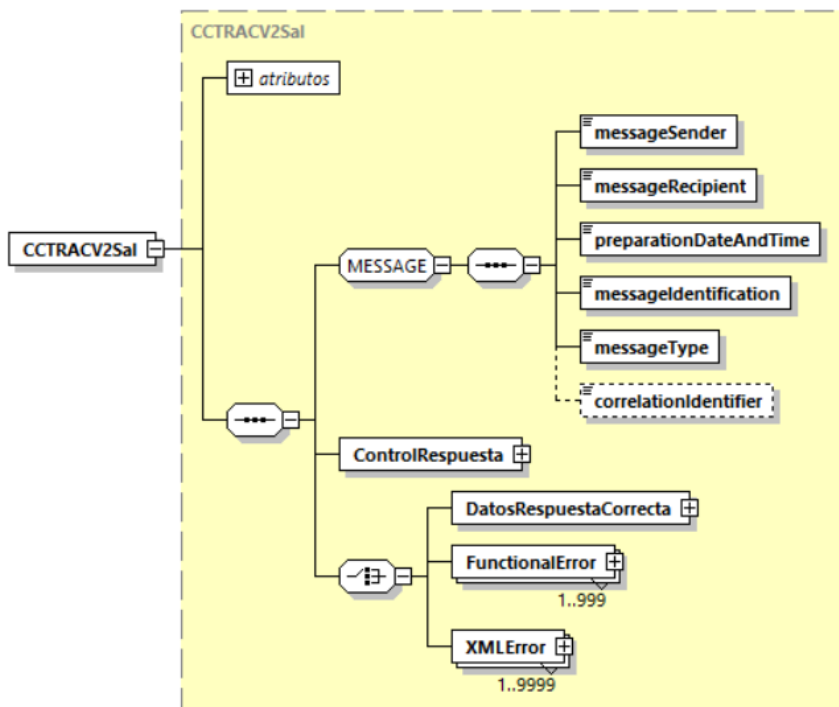 CCTRACV2Sal
atributos
messageSender
messageRecipient
preparationDateAndTime
CCTRACV2Sal
MESSAGE
messageIdentification
messageType
correlationIdentifier
ControlRespuesta
DatosRespuestaCorrecta
FunctionalError
1..999
XMLError
1..9999